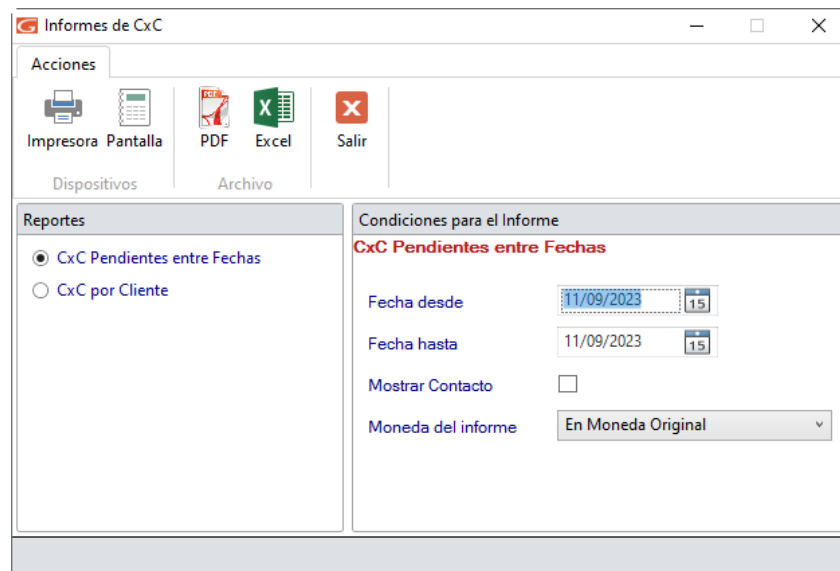 Informes de CxC
Acciones
Impresora Pantalla PDF Excel Salir
Dispositivos Archivo
Reportes
CxC Pendientes entre Fechas
CxC por Cliente
Condiciones para el Informe
CxC Pendientes entre Fechas
Fecha desde 11/09/2023 15
Fecha hasta 11/09/2023 15
Mostrar Contacto
Moneda del informe En Moneda Original